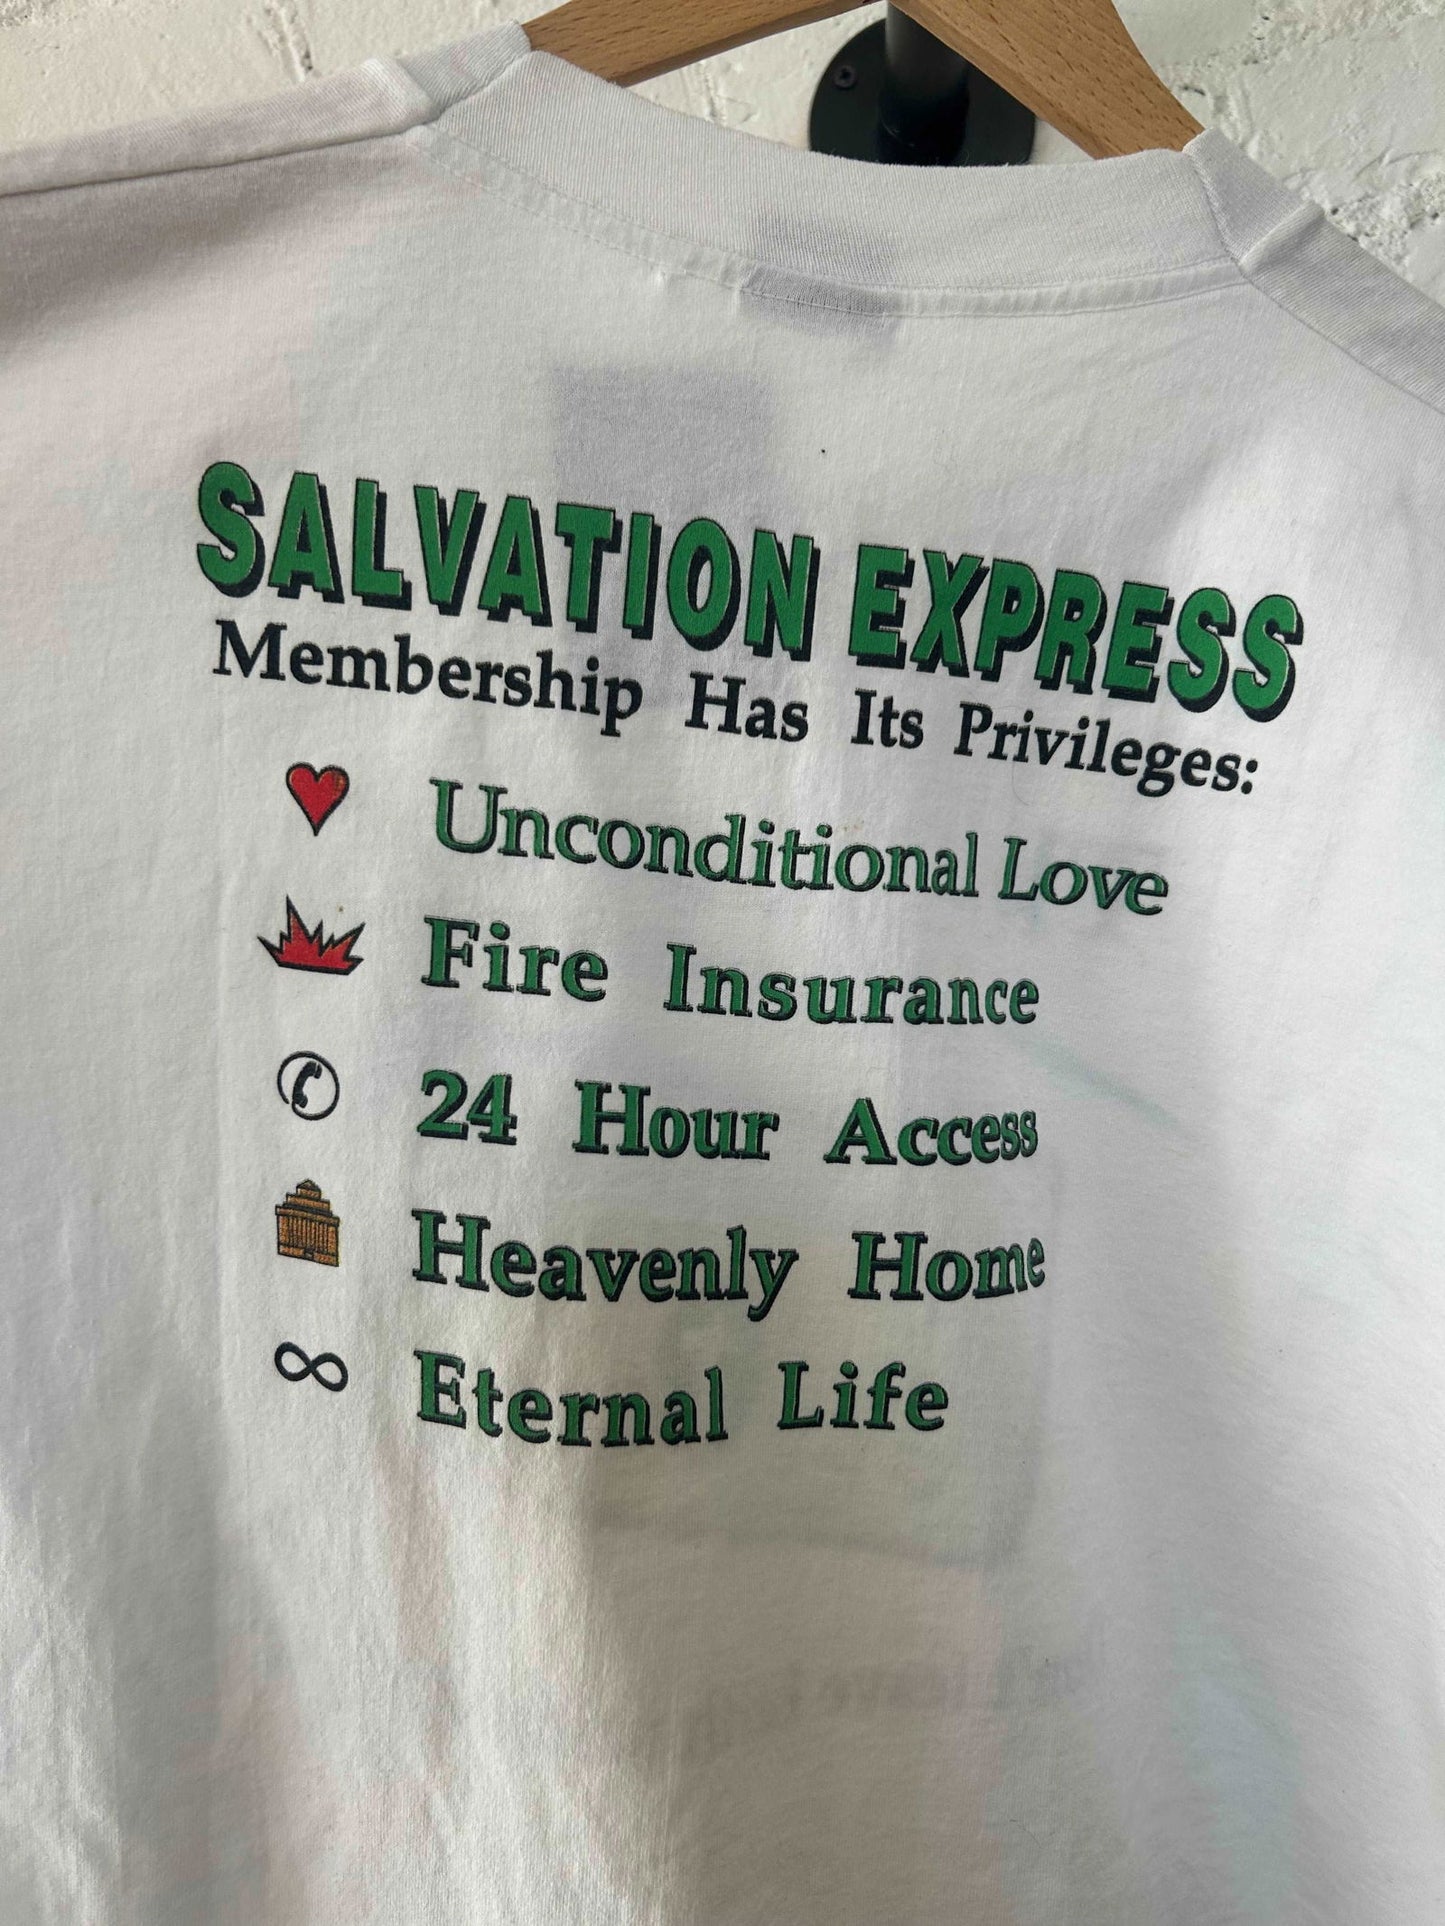 SALVATION EXPRESS
Membership Has Its Privileges:
Unconditional Love
Fire Insurance
24 Hour Access
Heavenly Home
Eternal Life